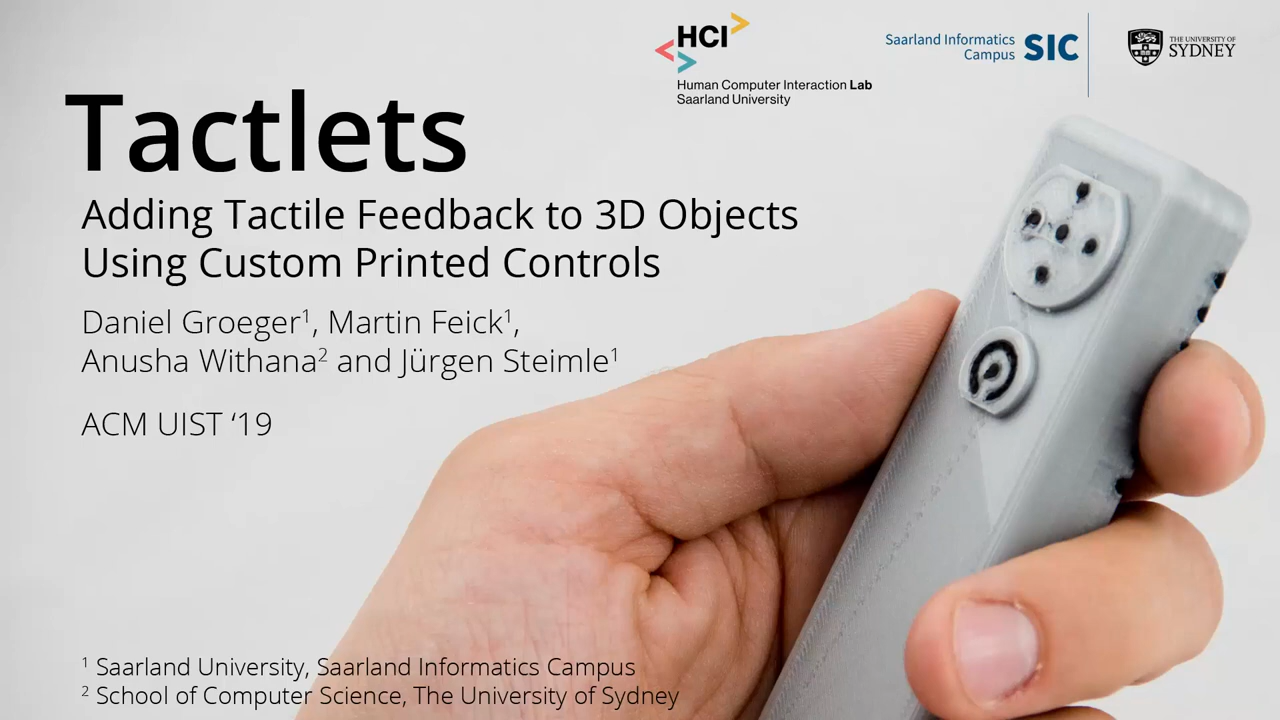 HCI
Human Computer Interaction Lab
Saarland University
Saarland Informatics
Campus
SIC
THE UNIVERSITY OF
SYDNEY
Tactlets
Adding Tactile Feedback to 3D Objects
Using Custom Printed Controls
Daniel Groeger¹, Martin Feick¹,
Anusha Withana² and Jürgen Steimle¹
ACM UIST ‘19
¹ Saarland University, Saarland Informatics Campus
² School of Computer Science, The University of Sydney